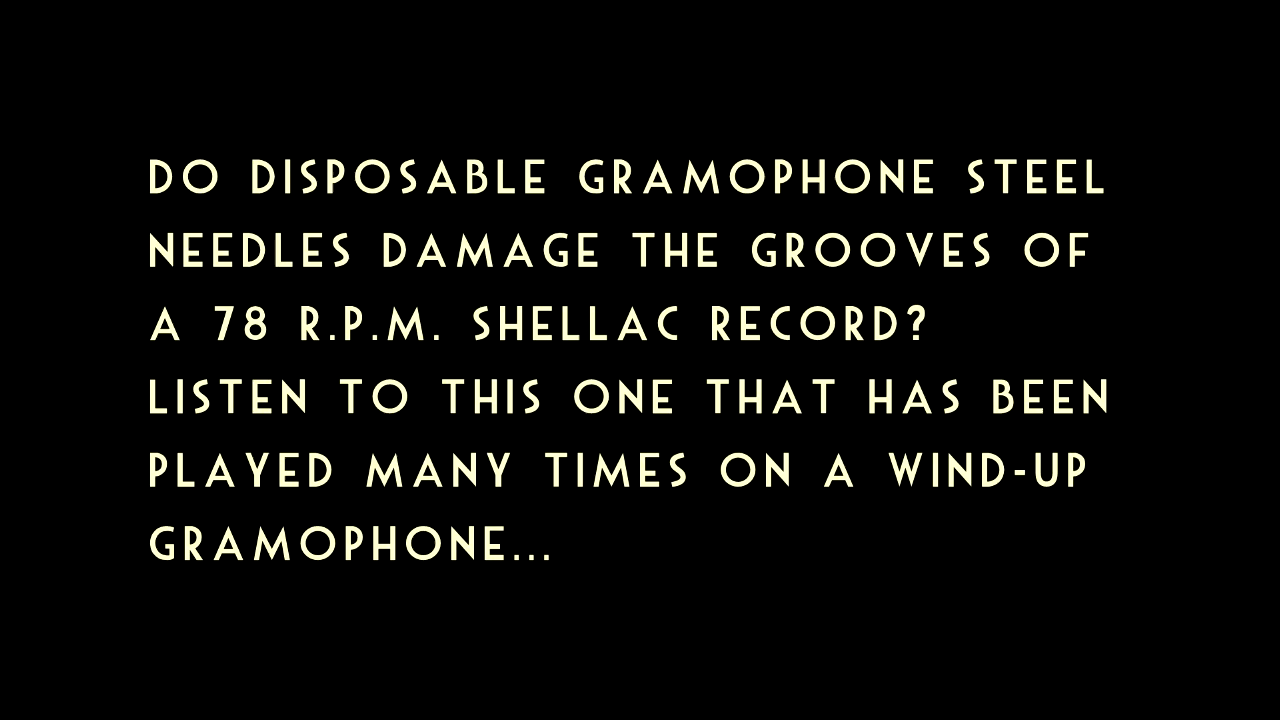 DO DISPOSABLE GRAMOPHONE STEEL
NEEDLES DAMAGE THE GROOVES OF
A 78 R.P.M. SHELLAC RECORD?
LISTEN TO THIS ONE THAT HAS BEEN
PLAYED MANY TIMES ON A WIND-UP
GRAMOPHONE...